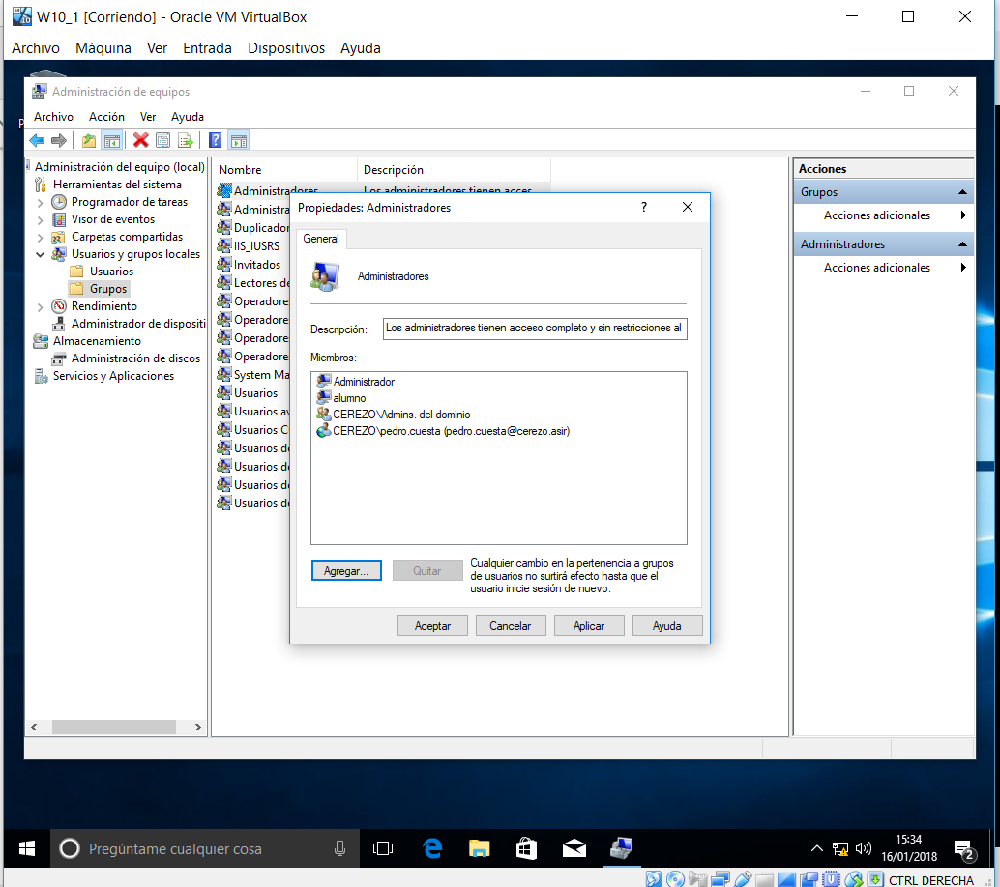 W10_1 [Corriendo] - Oracle VM VirtualBox
Archivo Máquina Ver Entrada Dispositivos Ayuda
Administración de equipos
Archivo Acción Ver Ayuda
Administración del equipo (local)
Herramientas del sistema
Programador de tareas
Visor de eventos
Carpetas compartidas
Usuarios y grupos locales
Usuarios
Grupos
Rendimiento
Administrador de dispositi
Almacenamiento
Administración de discos
Servicios y Aplicaciones
Nombre Descripción
Administradores Los administradores tienen acces
Administra
Duplicador
IIS_IUSRS
Invitados
Lectores de
Operadore
Operadore
Operadore
Operadore
System Ma
Usuarios
Usuarios av
Usuarios C
Usuarios de
Usuarios de
Usuarios de
Usuarios de
Propiedades: Administradores ?
General
Administradores
Descripción: Los administradores tienen acceso completo y sin restricciones al
Miembros:
Administrador
alumno
CEREZO\Admins. del dominio
CEREZO\pedro.cuesta (pedro.cuesta@cerezo.asir)
Agregar... Quitar
Cualquier cambio en la pertenencia a grupos
de usuarios no surtirá efecto hasta que el
usuario inicie sesión de nuevo.
Aceptar Cancelar Aplicar Ayuda
Acciones
Grupos
Acciones adicionales
Administradores
Acciones adicionales
Pregúntame cualquier cosa
15:34
16/01/2018
2
CTRL DERECHA